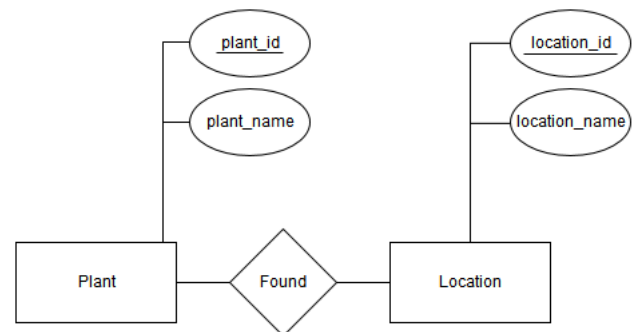 plant_id
location_id
plant_name
location_name
Plant
Found
Location